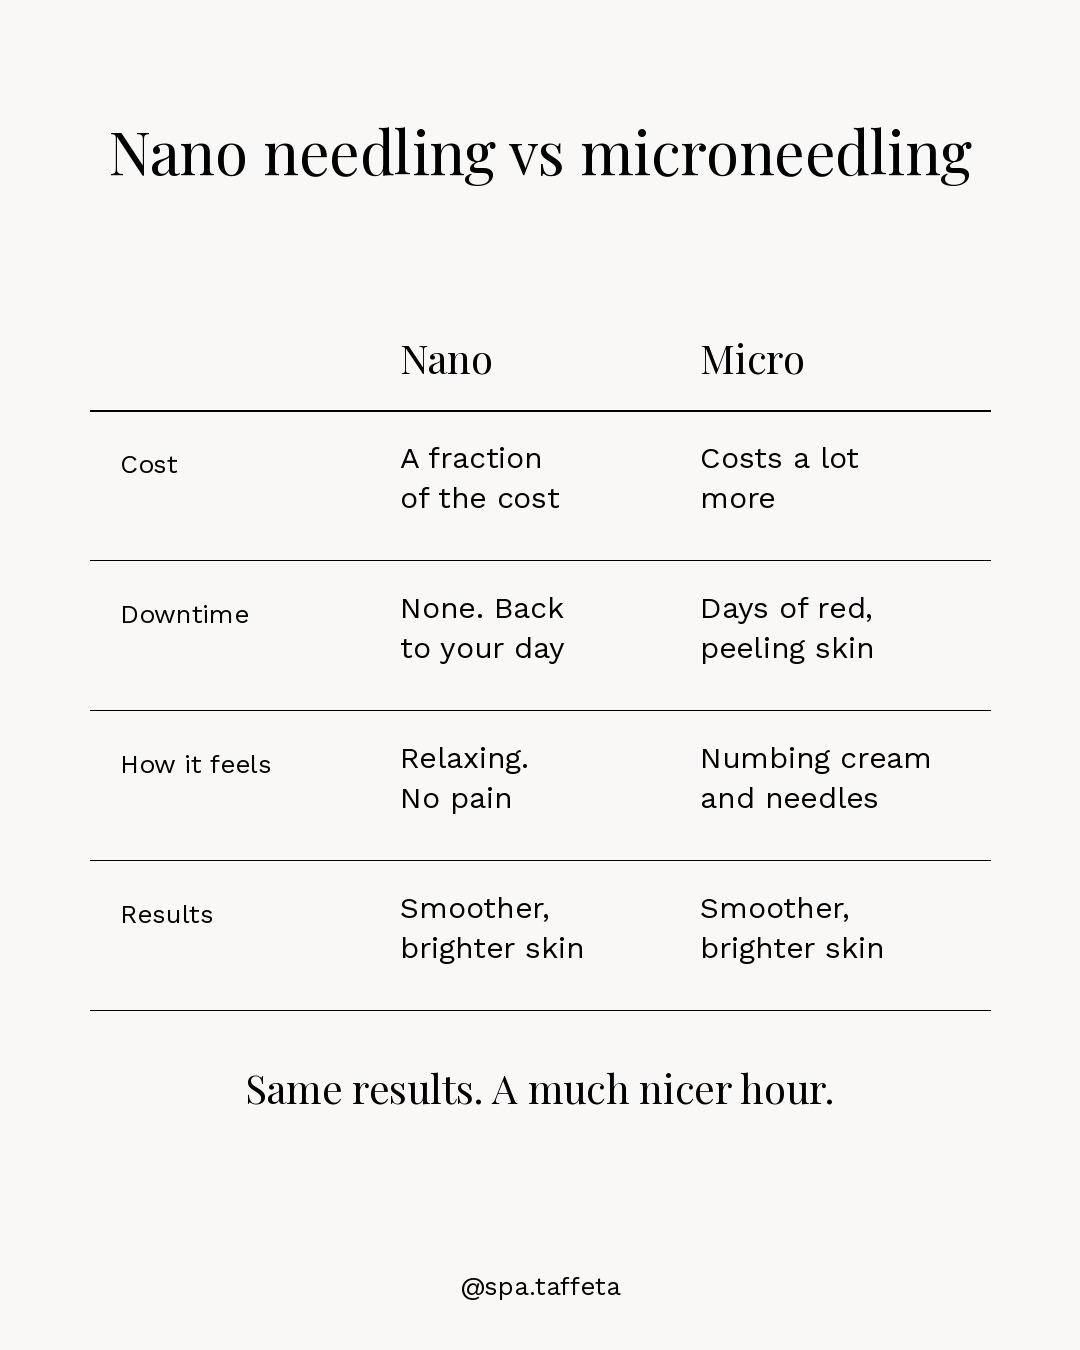 Nano needling vs microneedling
Nano Micro
Cost
A fraction
of the cost
Costs a lot
more
Downtime
None. Back
to your day
Days of red,
peeling skin
How it feels
Relaxing.
No pain
Numbing cream
and needles
Results
Smoother,
brighter skin
Smoother,
brighter skin
Same results. A much nicer hour.
@spa.taffeta